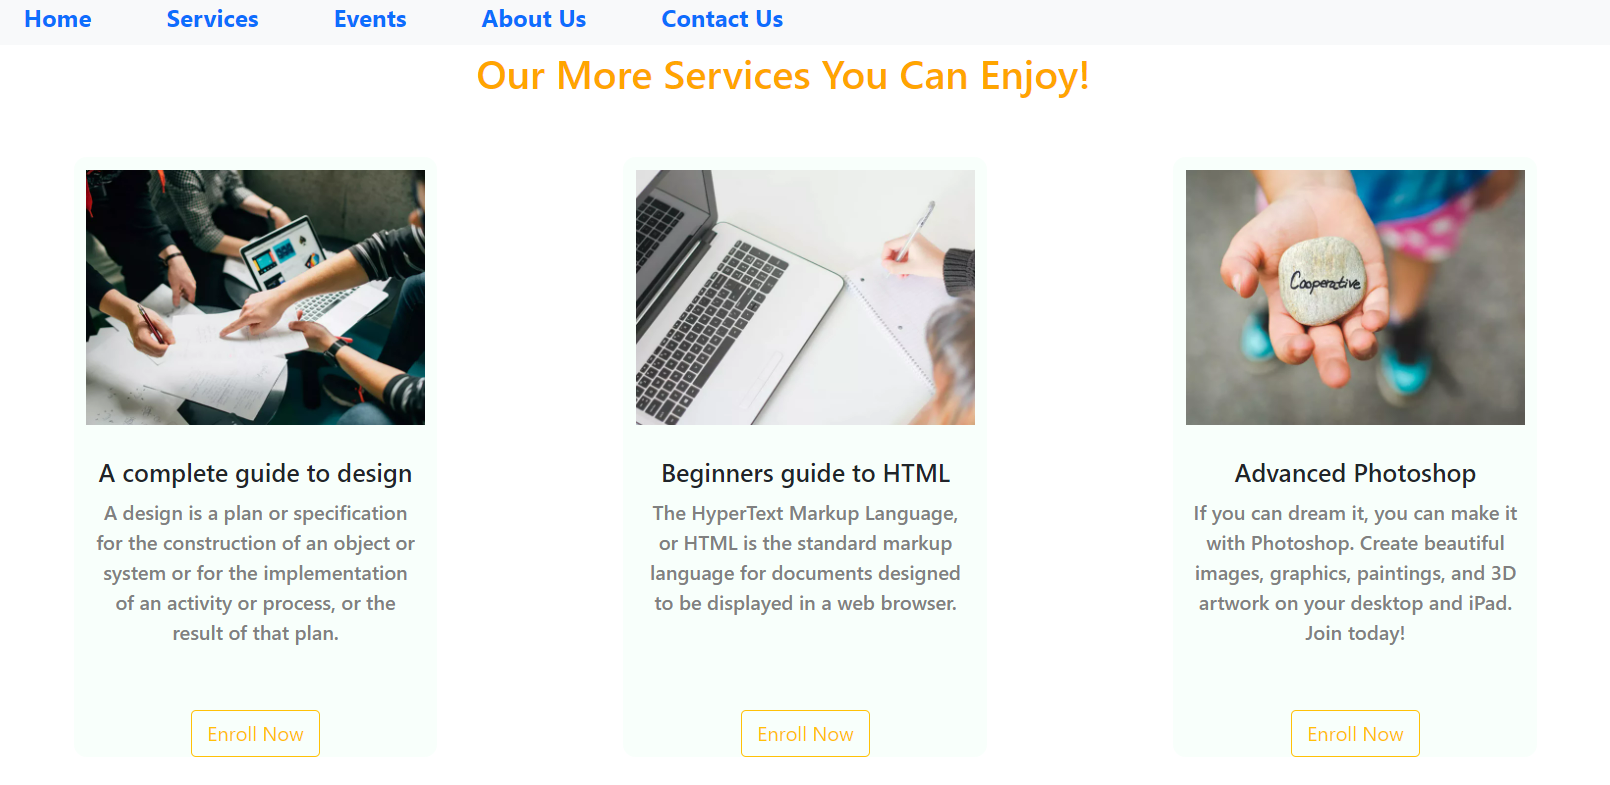 Home Services Events About Us Contact Us
Our More Services You Can Enjoy!
Cooperative
A complete guide to design
A design is a plan or specification
for the construction of an object or
system or for the implementation
of an activity or process, or the
result of that plan.
Enroll Now
Beginners guide to HTML
The HyperText Markup Language,
or HTML is the standard markup
language for documents designed
to be displayed in a web browser.
Enroll Now
Advanced Photoshop
If you can dream it, you can make it
with Photoshop. Create beautiful
images, graphics, paintings, and 3D
artwork on your desktop and iPad.
Join today!
Enroll Now